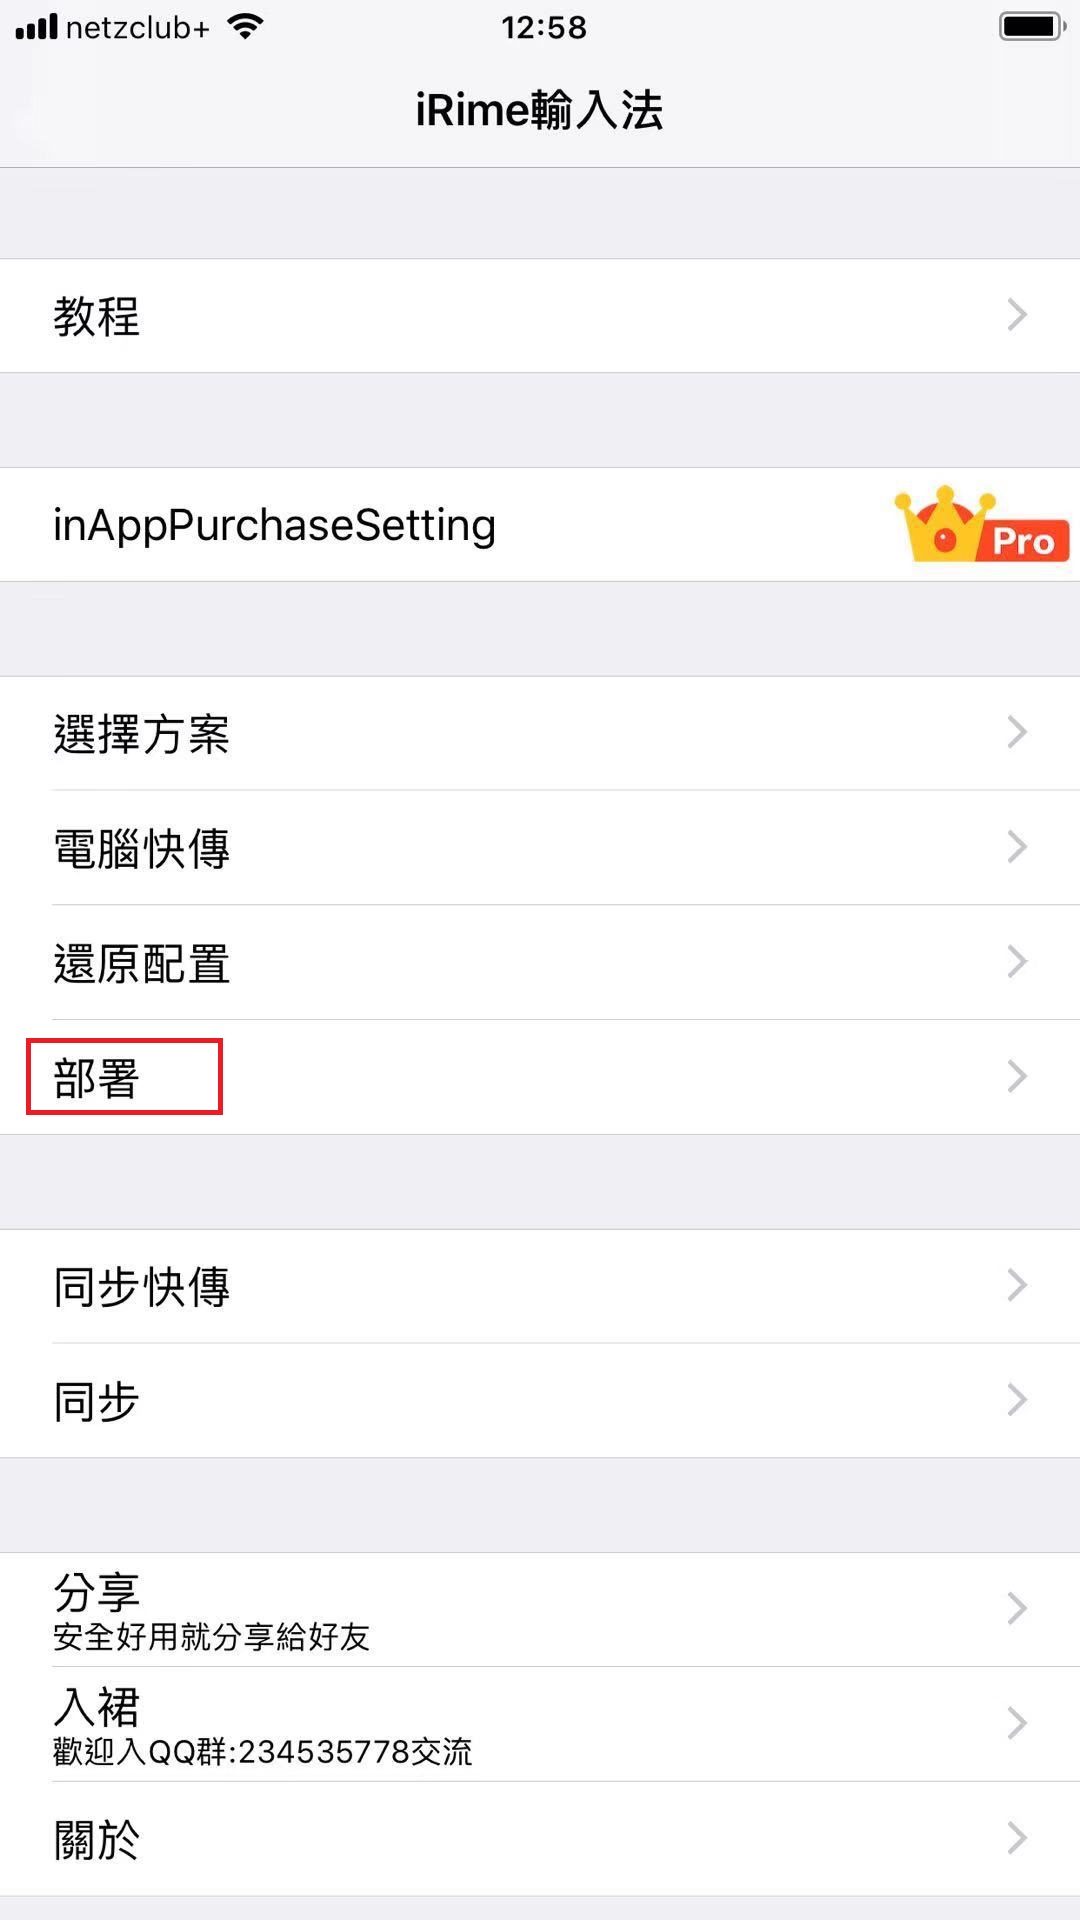 netzclub+
12:58
iRime輸入法
教程
inAppPurchaseSetting
Pro
選擇方案
電腦快傳
還原配置
部署
同步快傳
同步
分享
安全好用就分享給好友
入裙
歡迎入QQ群:234535778交流
關於